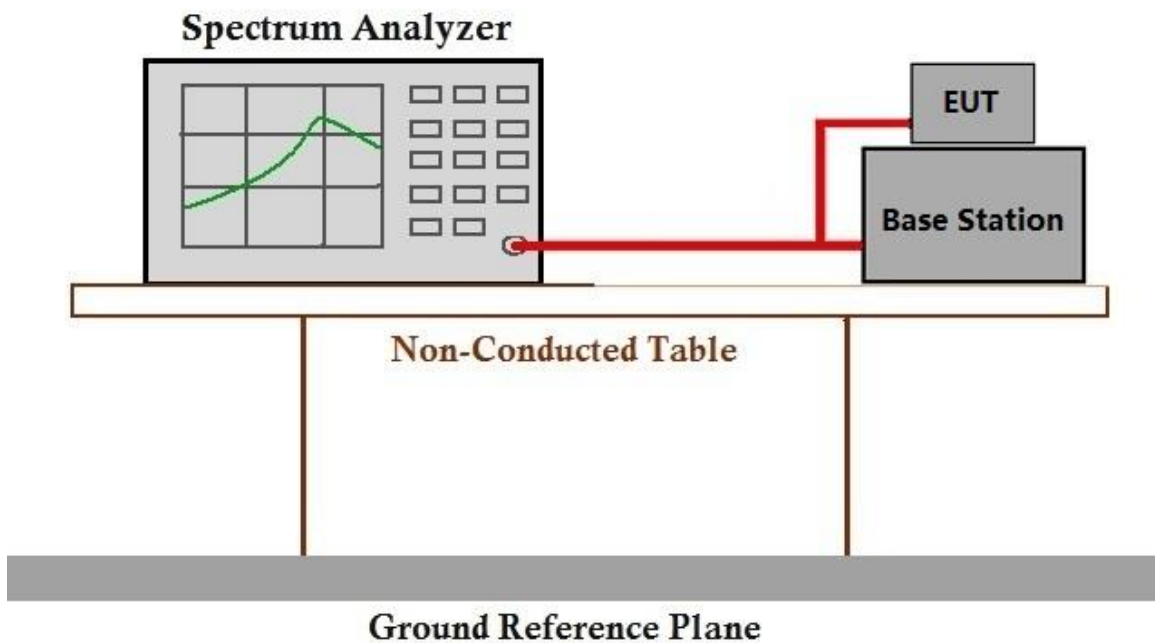 Spectrum Analyzer
EUT
Base Station
Non-Conducted Table
Ground Reference Plane